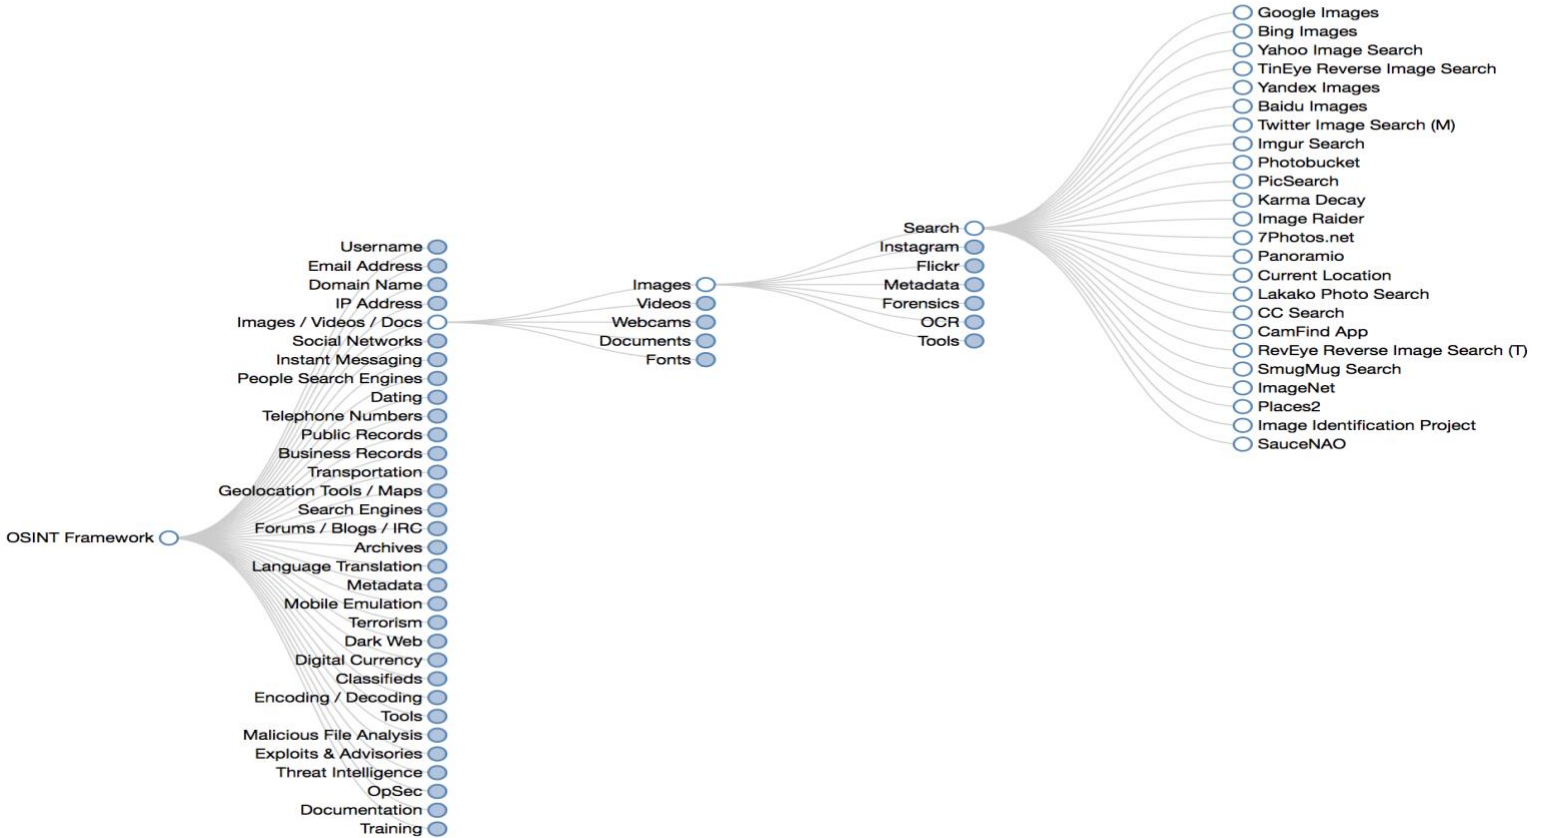 OSINT Framework
Username
Email Address
Domain Name
IP Address
Images / Videos / Docs
Social Networks
Instant Messaging
People Search Engines
Dating
Telephone Numbers
Public Records
Business Records
Transportation
Geolocation Tools / Maps
Search Engines
Forums / Blogs / IRC
Archives
Language Translation
Metadata
Mobile Emulation
Terrorism
Dark Web
Digital Currency
Classifieds
Encoding / Decoding
Tools
Malicious File Analysis
Exploits & Advisories
Threat Intelligence
OpSec
Documentation
Training
Images
Videos
Webcams
Documents
Fonts
Search
Instagram
Flickr
Metadata
Forensics
OCR
Tools
Google Images
Bing Images
Yahoo Image Search
TinEye Reverse Image Search
Yandex Images
Baidu Images
Twitter Image Search (M)
Imgur Search
Photobucket
PicSearch
Karma Decay
Image Raider
7Photos.net
Panoramio
Current Location
Lakako Photo Search
CC Search
CamFind App
RevEye Reverse Image Search (T)
SmugMug Search
ImageNet
Places2
Image Identification Project
SauceNAO